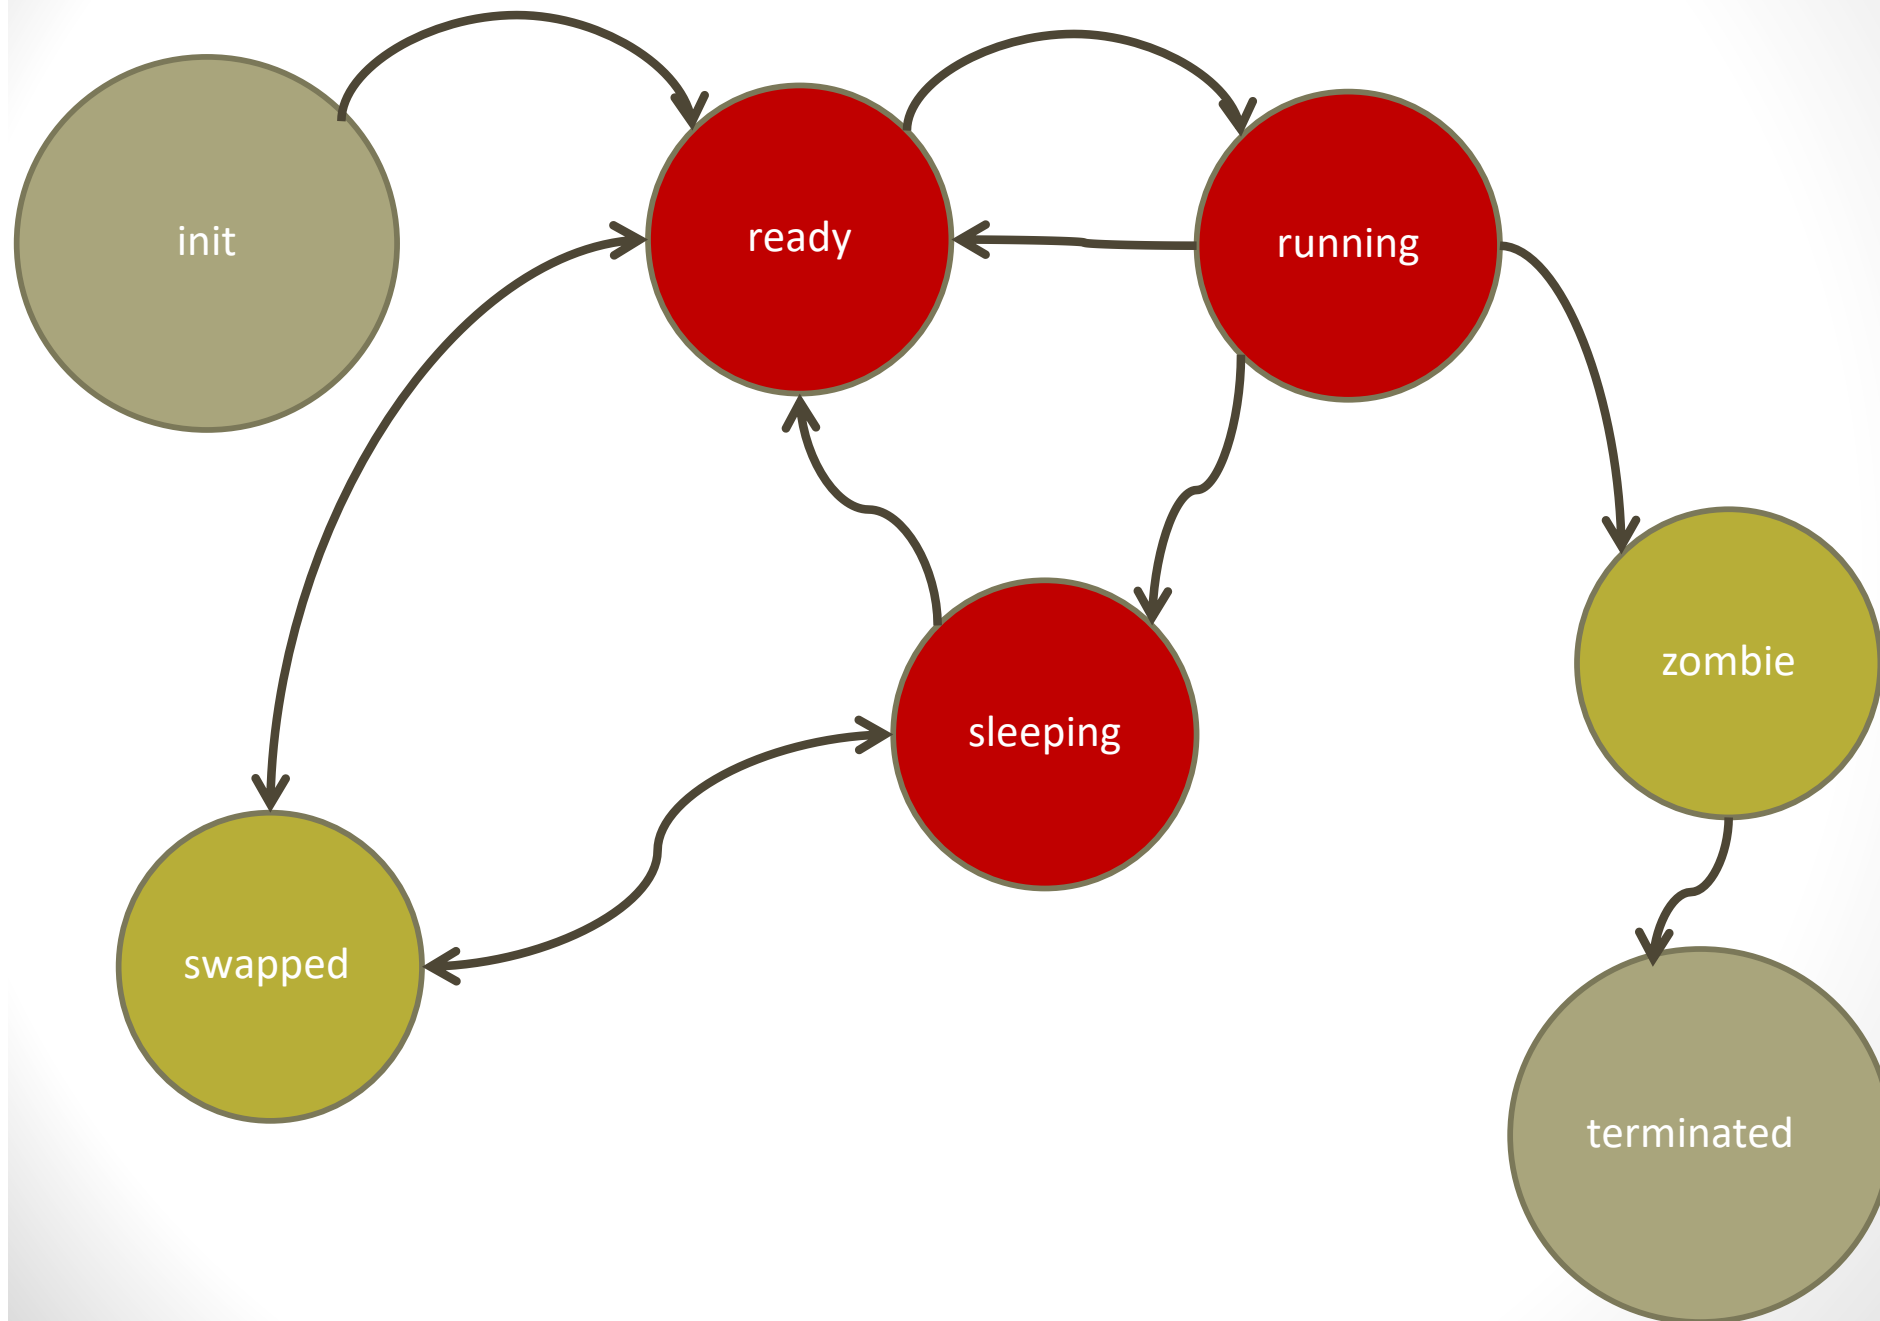 init
ready
running
zombie
sleeping
swapped
terminated